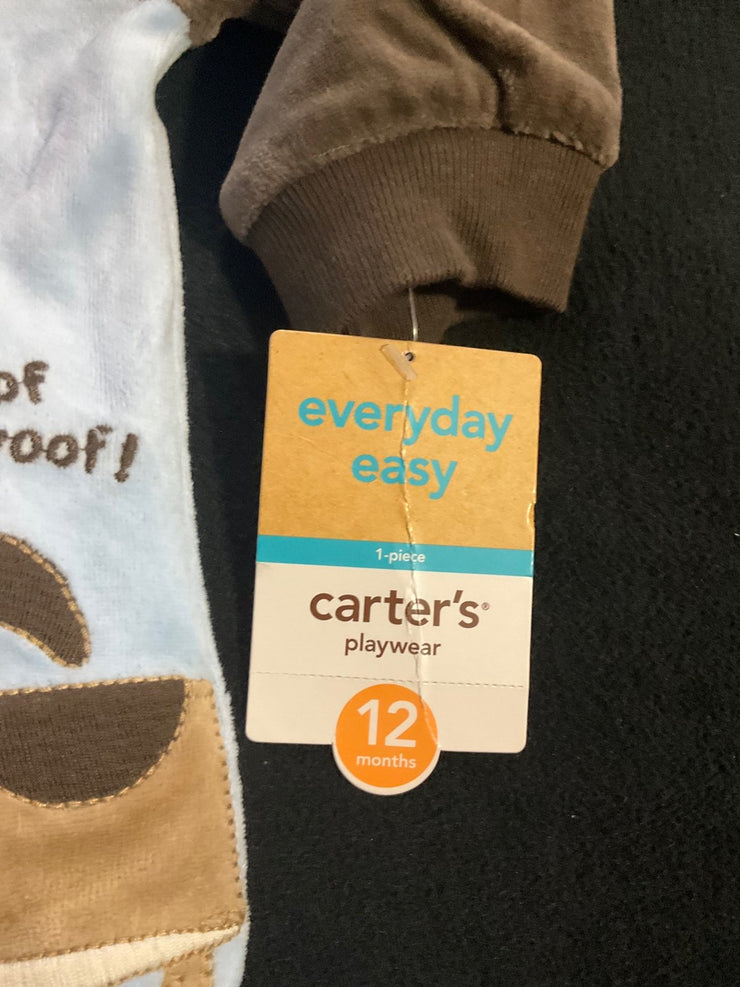 of
roof!
everyday
easy
1-piece
carter's®
playwear
12
months